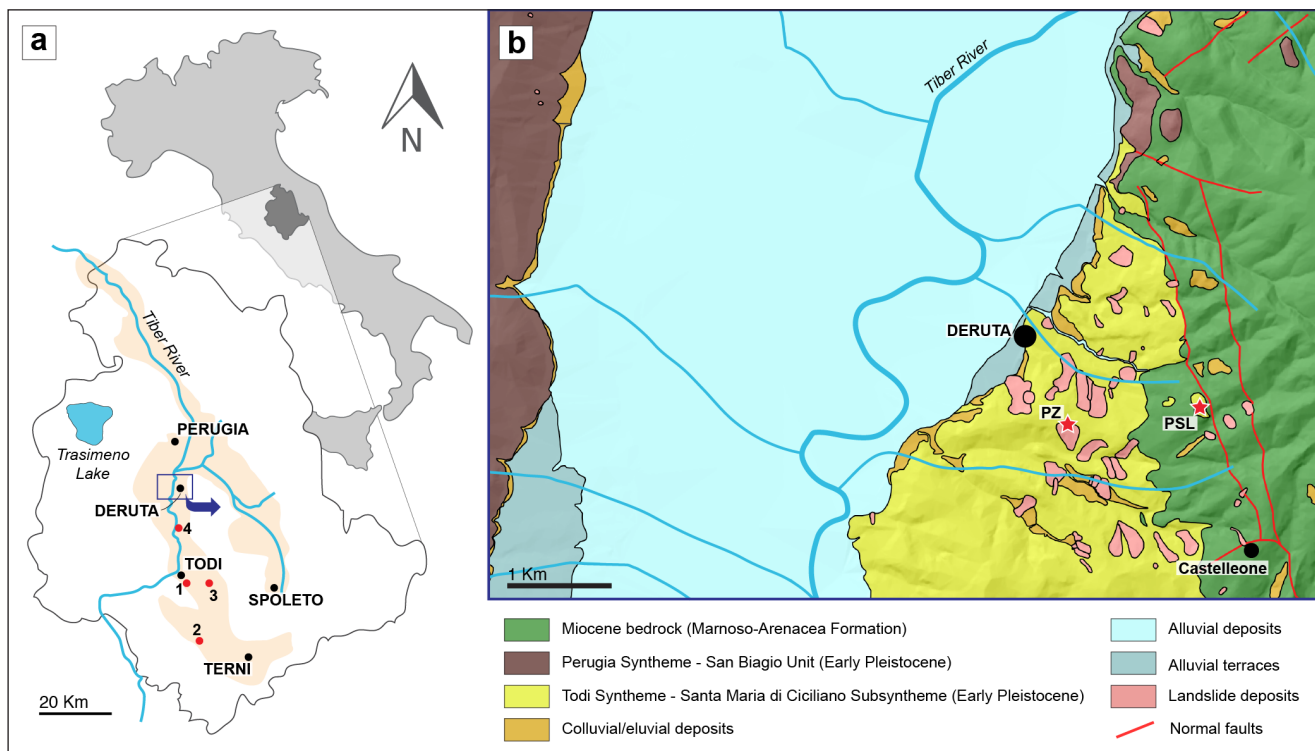 a
N
Tiber River
Trasimeno
Lake
PERUGIA
DERUTA
4
TODI
1
3
SPOLETO
2
TERNI
20 Km
b
Tiber River
DERUTA
PZ
PSL
Castelleone
1 Km
Miocene bedrock (Marnoso-Arenacea Formation)
Perugia Syntheme - San Biagio Unit (Early Pleistocene)
Todi Syntheme - Santa Maria di Ciciliano Subsyntheme (Early Pleistocene)
Colluvial/eluvial deposits
Alluvial deposits
Alluvial terraces
Landslide deposits
Normal faults